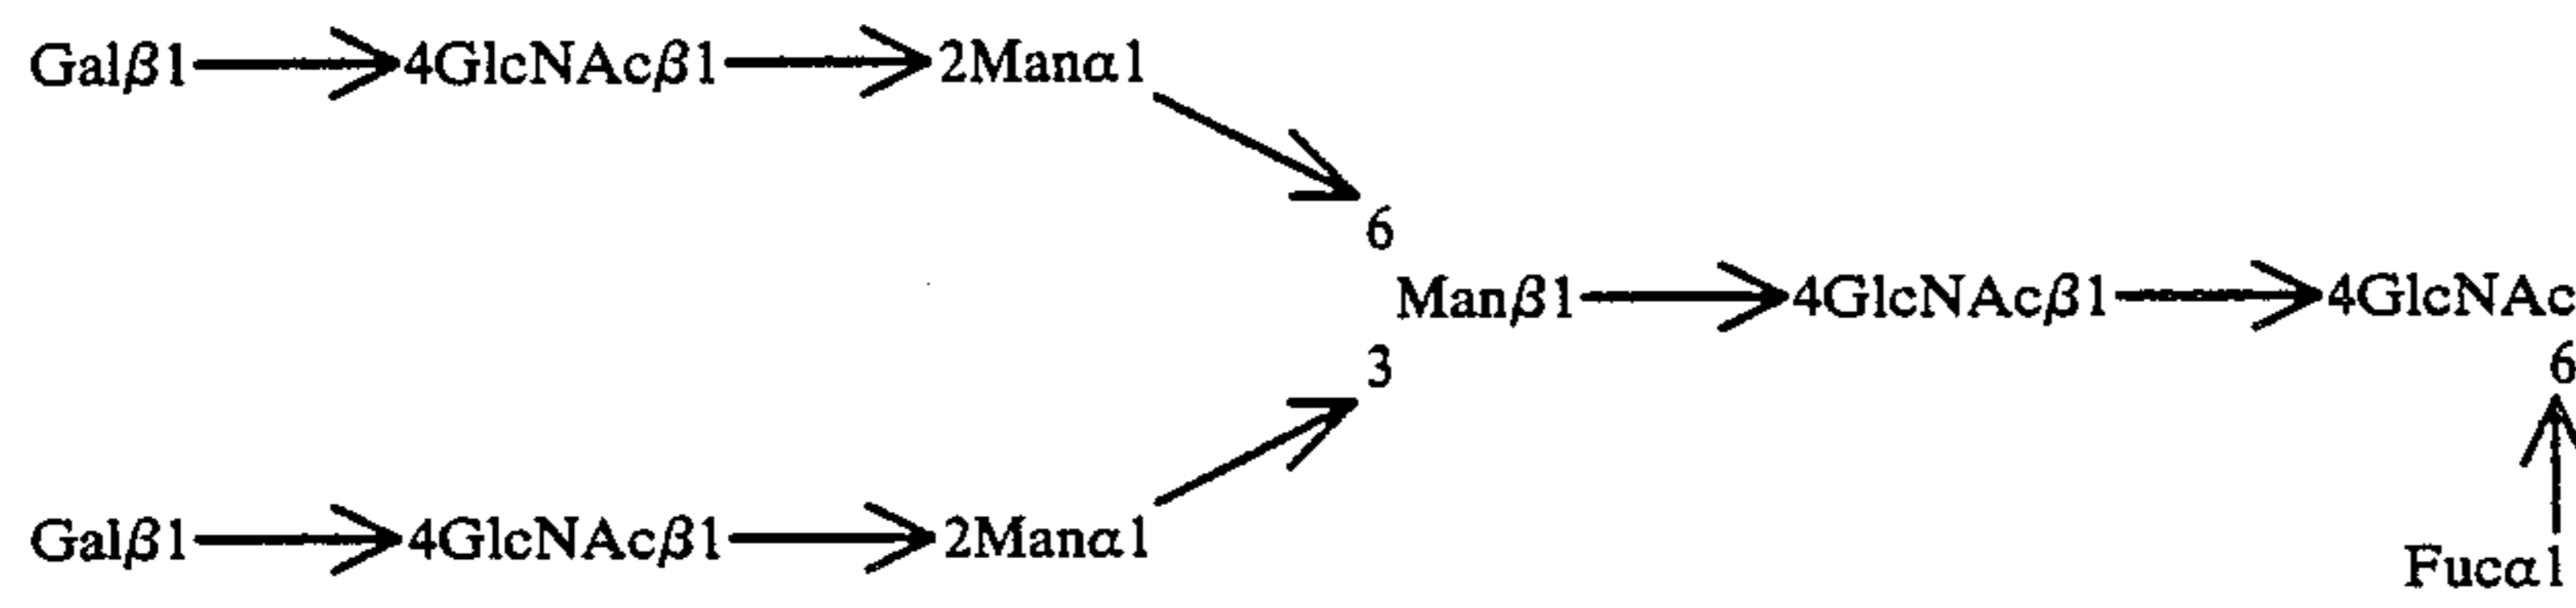 Galβ1 → 4GlcNAcβ1 → 2Manα1
6
Manβ1 → 4GlcNAcβ1 → 4GlcNAc
3
6
Galβ1 → 4GlcNAcβ1 → 2Manα1
Fucα1